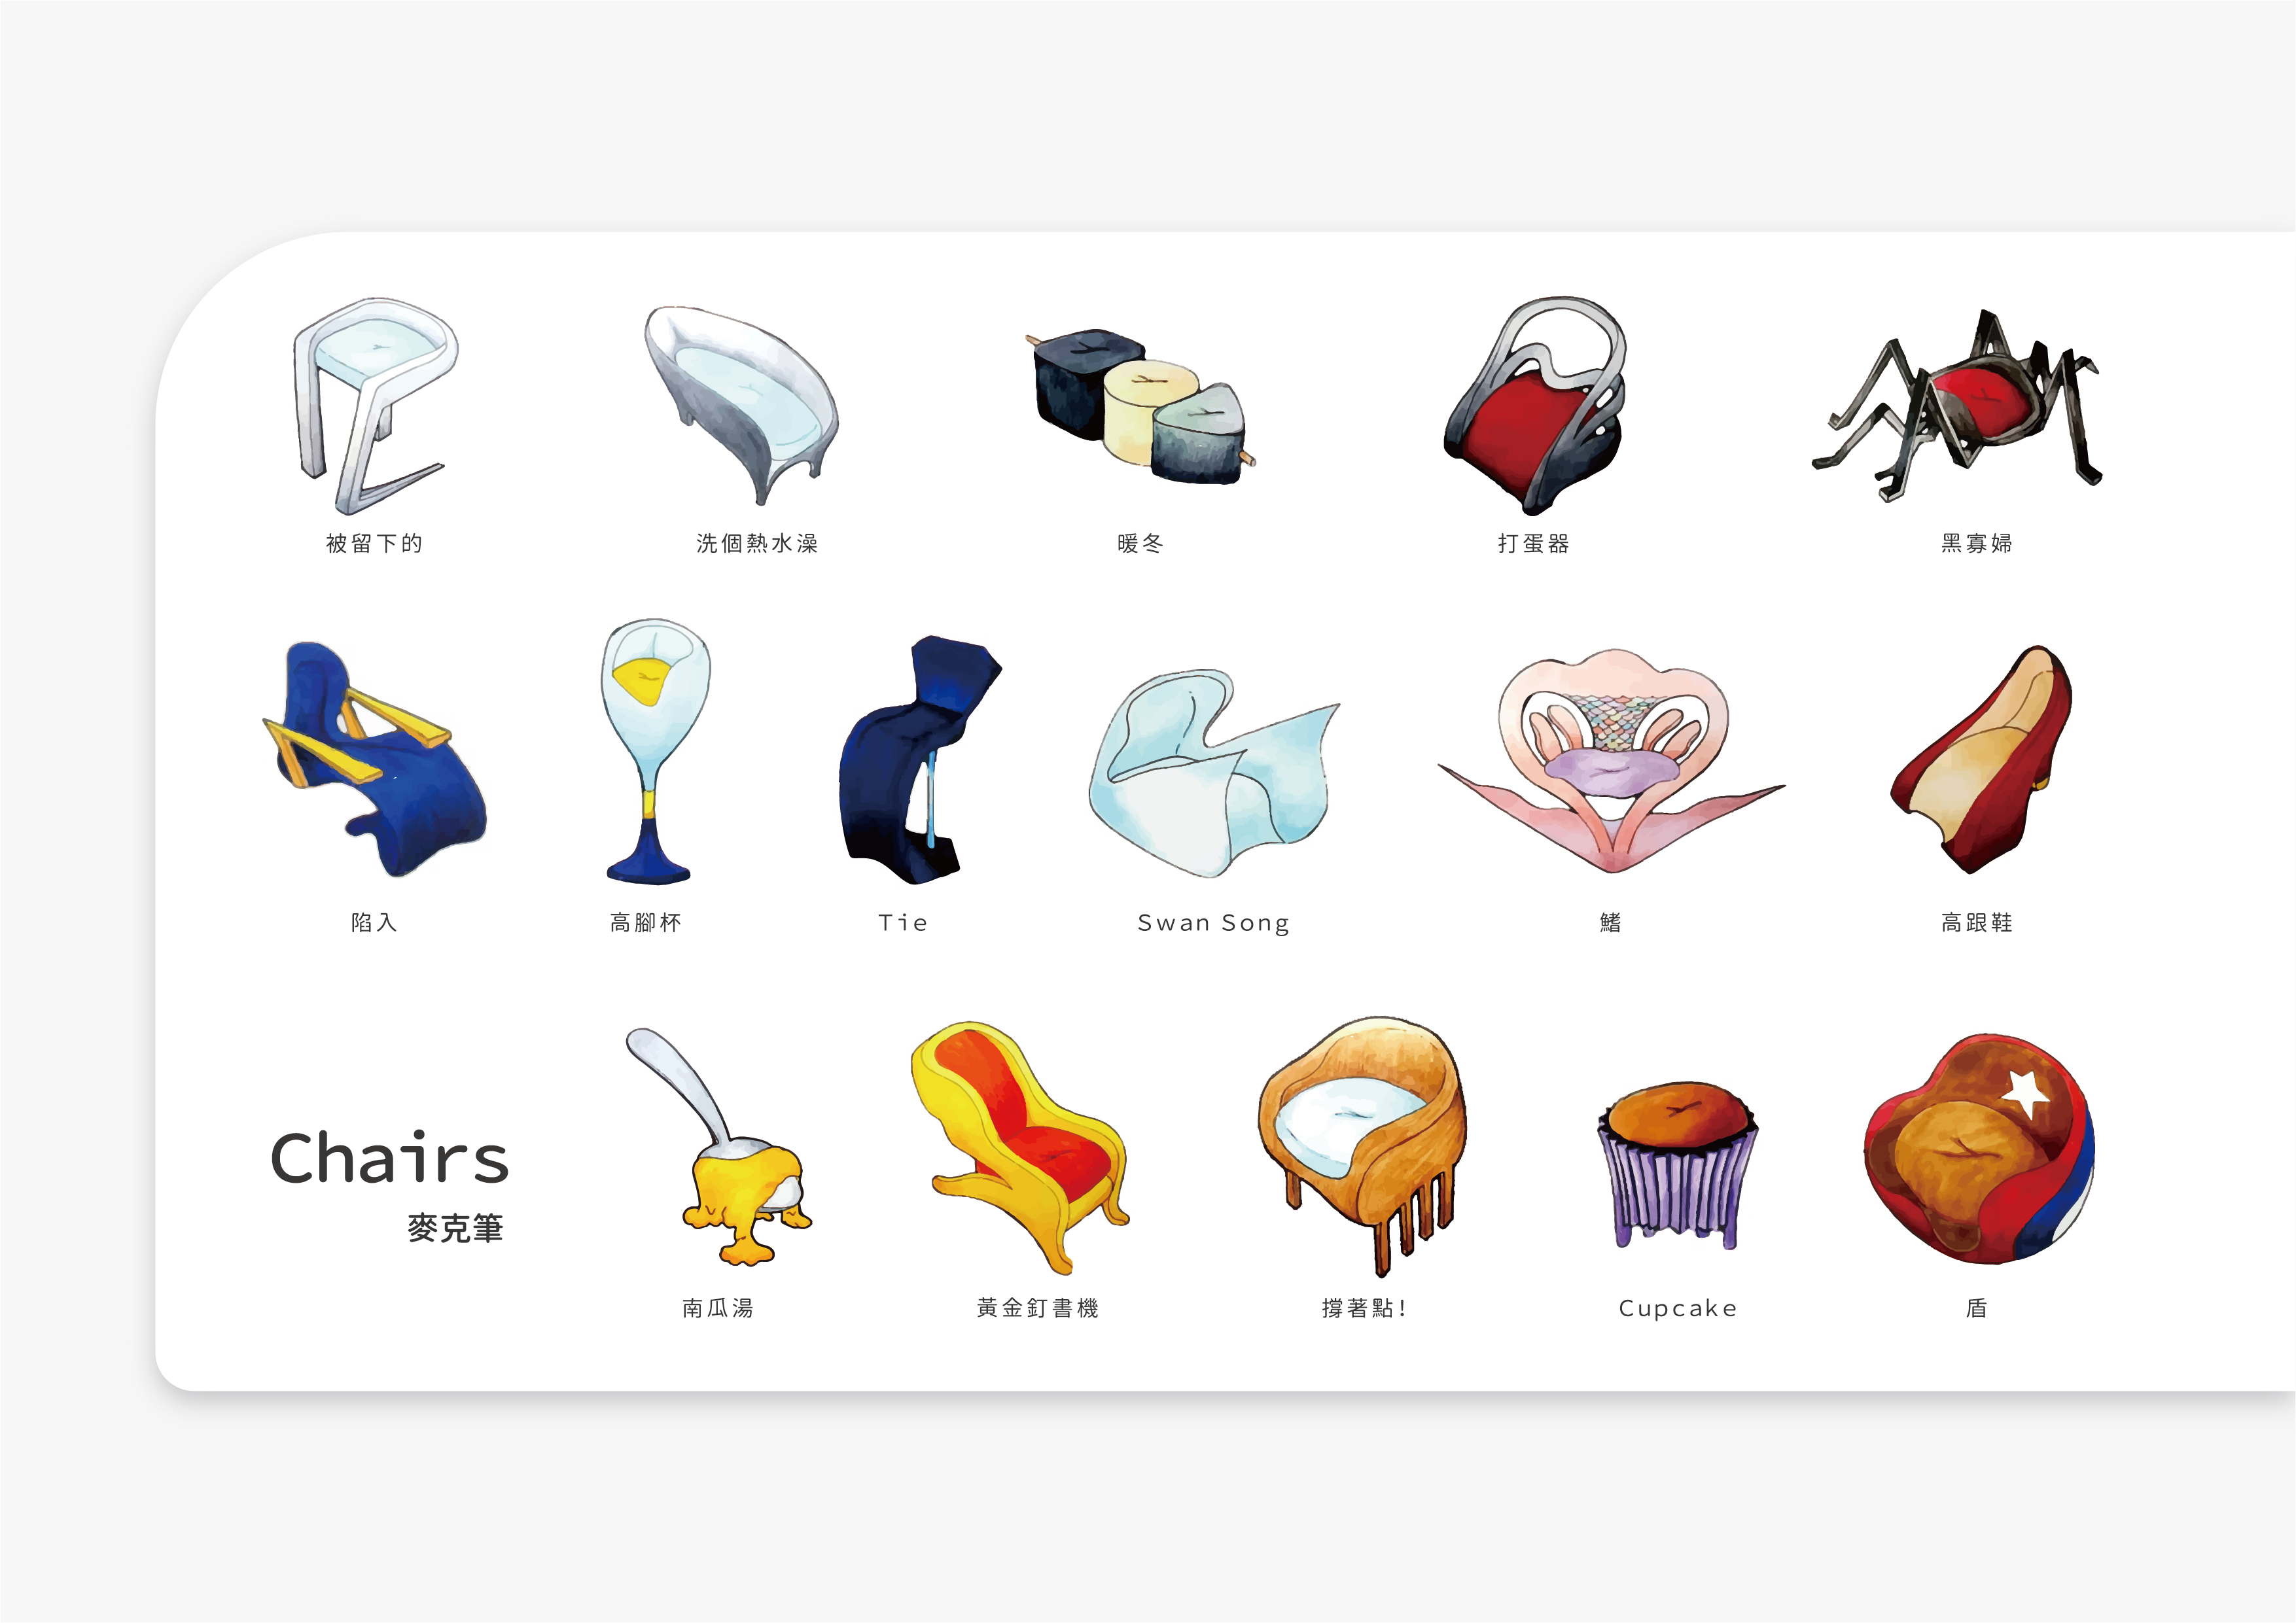 被留下的
洗個熱水澡
暖冬
打蛋器
黑寡婦
陷入
高腳杯
Tie
Swan Song
鰭
高跟鞋
Chairs
麥克筆
南瓜湯
黃金釘書機
撐著點!
Cupcake
盾